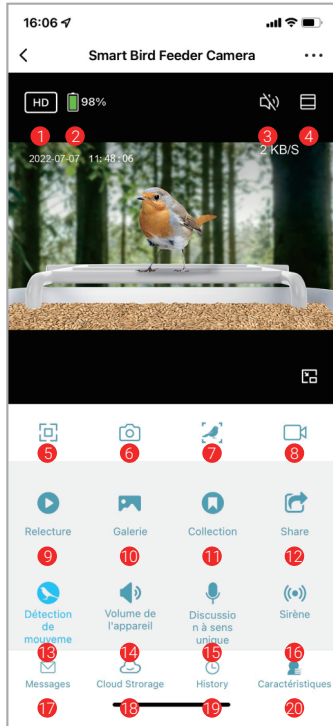 16:06
Smart Bird Feeder Camera
HD 98%
1 2 3 4
2022-07-07 11:48:06 2 KB/S
5 6 7 8
Relecture Galerie Collection Share
9 10 11 12
Détection de mouveme
Volume de l'appareil
Discussio n à sens unique
Sirène
13 14 15 16
Messages Cloud Strorage History Caractéristiques
17 18 19 20